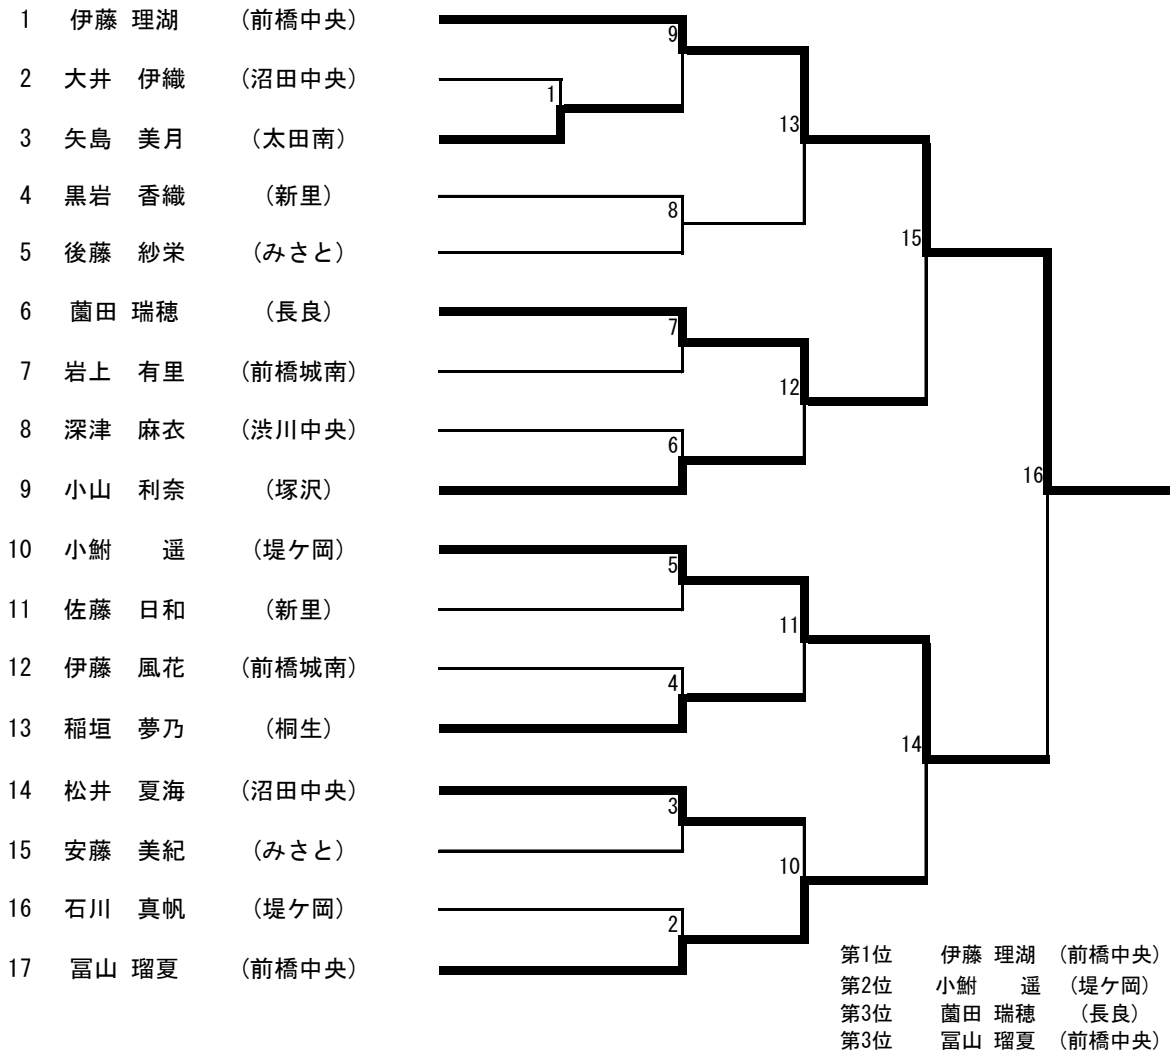 1 伊藤 理湖 (前橋中央)
9
2 大井 伊織 (沼田中央)
1
13
3 矢島 美月 (太田南)
4 黒岩 香織 (新里)
8
15
5 後藤 紗栄 (みさと)
6 薗田 瑞穂 (長良)
7
7 岩上 有里 (前橋城南)
12
8 深津 麻衣 (渋川中央)
6
16
9 小山 利奈 (塚沢)
10 小鮒 遥 (堤ケ岡)
5
11 佐藤 日和 (新里)
11
12 伊藤 風花 (前橋城南)
4
13 稲垣 夢乃 (桐生)
14
14 松井 夏海 (沼田中央)
3
15 安藤 美紀 (みさと)
10
16 石川 真帆 (堤ケ岡)
2
17 冨山 瑠夏 (前橋中央)
第1位 伊藤 理湖 (前橋中央)
第2位 小鮒 遥 (堤ケ岡)
第3位 薗田 瑞穂 (長良)
第3位 冨山 瑠夏 (前橋中央)